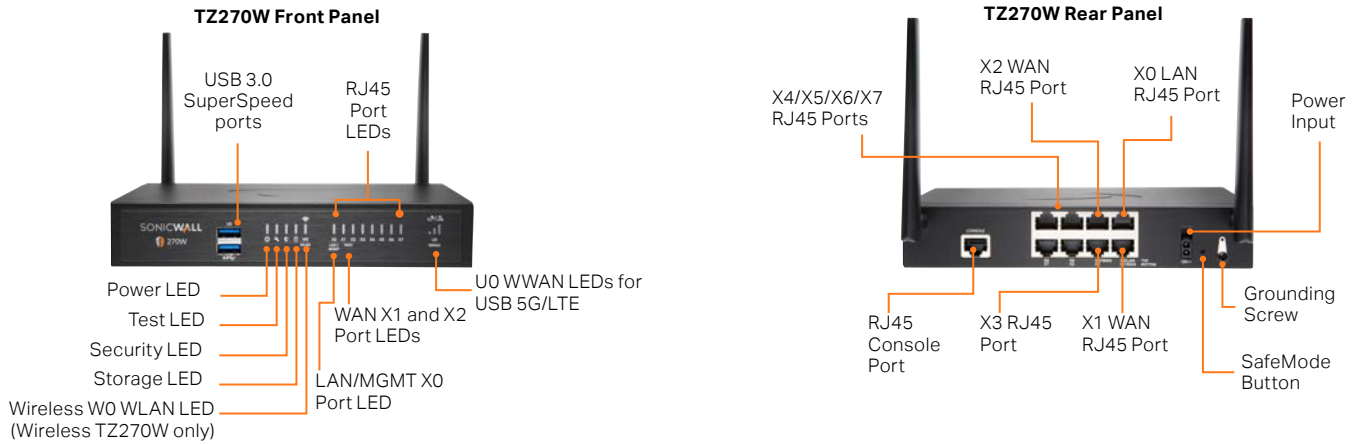 TZ270W Front Panel
USB 3.0
SuperSpeed
ports
RJ45
Port
LEDs
SONICWALL
270W
Power LED
Test LED
Security LED
Storage LED
Wireless W0 WLAN LED
(Wireless TZ270W only)
WAN X1 and X2
Port LEDs
LAN/MGMT X0
Port LED
U0 WWAN LEDs for
USB 5G/LTE
TZ270W Rear Panel
X4/X5/X6/X7
RJ45 Ports
X2 WAN
RJ45 Port
X0 LAN
RJ45 Port
Power
Input
CONSOLE
RJ45
Console
Port
X3 RJ45
Port
X1 WAN
RJ45 Port
Grounding
Screw
SafeMode
Button